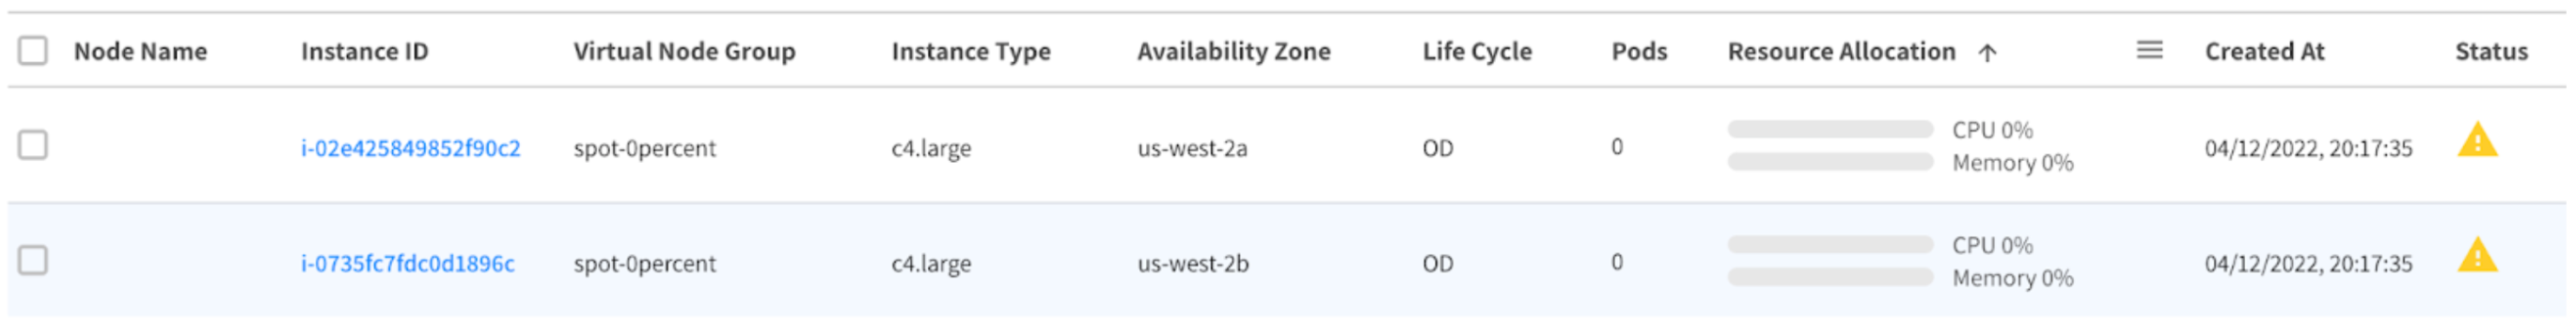 Node Name Instance ID Virtual Node Group Instance Type Availability Zone Life Cycle Pods Resource Allocation ↑ Created At Status
i-02e425849852f90c2 spot-0percent c4.large us-west-2a OD 0 CPU 0% Memory 0% 04/12/2022, 20:17:35
i-0735fc7fdc0d1896c spot-0percent c4.large us-west-2b OD 0 CPU 0% Memory 0% 04/12/2022, 20:17:35